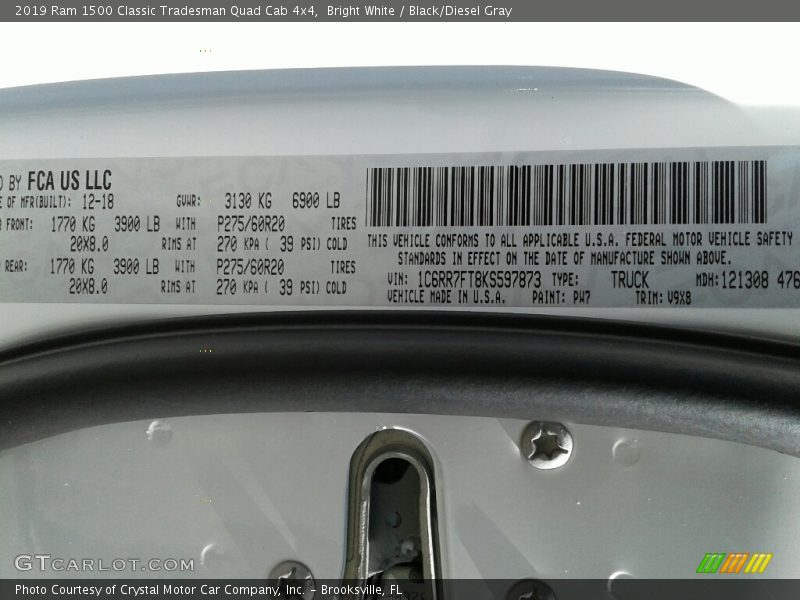 2019 Ram 1500 Classic Tradesman Quad Cab 4x4,  Bright White / Black/Diesel Gray
D BY FCA US LLC
E OF MFR(BUILT): 12-18 GVWR: 3130 KG 6900 LB
FRONT: 1770 KG 3900 LB WITH P275/60R20 TIRES
20X8.0 RIMS AT 270 KPA ( 39 PSI) COLD
REAR: 1770 KG 3900 LB WITH P275/60R20 TIRES
20X8.0 RIMS AT 270 KPA ( 39 PSI) COLD
THIS VEHICLE CONFORMS TO ALL APPLICABLE U.S.A. FEDERAL MOTOR VEHICLE SAFETY
STANDARDS IN EFFECT ON THE DATE OF MANUFACTURE SHOWN ABOVE.
VIN: 1C6RR7FT8KS597873 TYPE: TRUCK MDH:121308 476
VEHICLE MADE IN U.S.A. PAINT: PW7 TRIM: V9X8
GTCARLOT.COM
Photo Courtesy of Crystal Motor Car Company, Inc. - Brooksville, FL